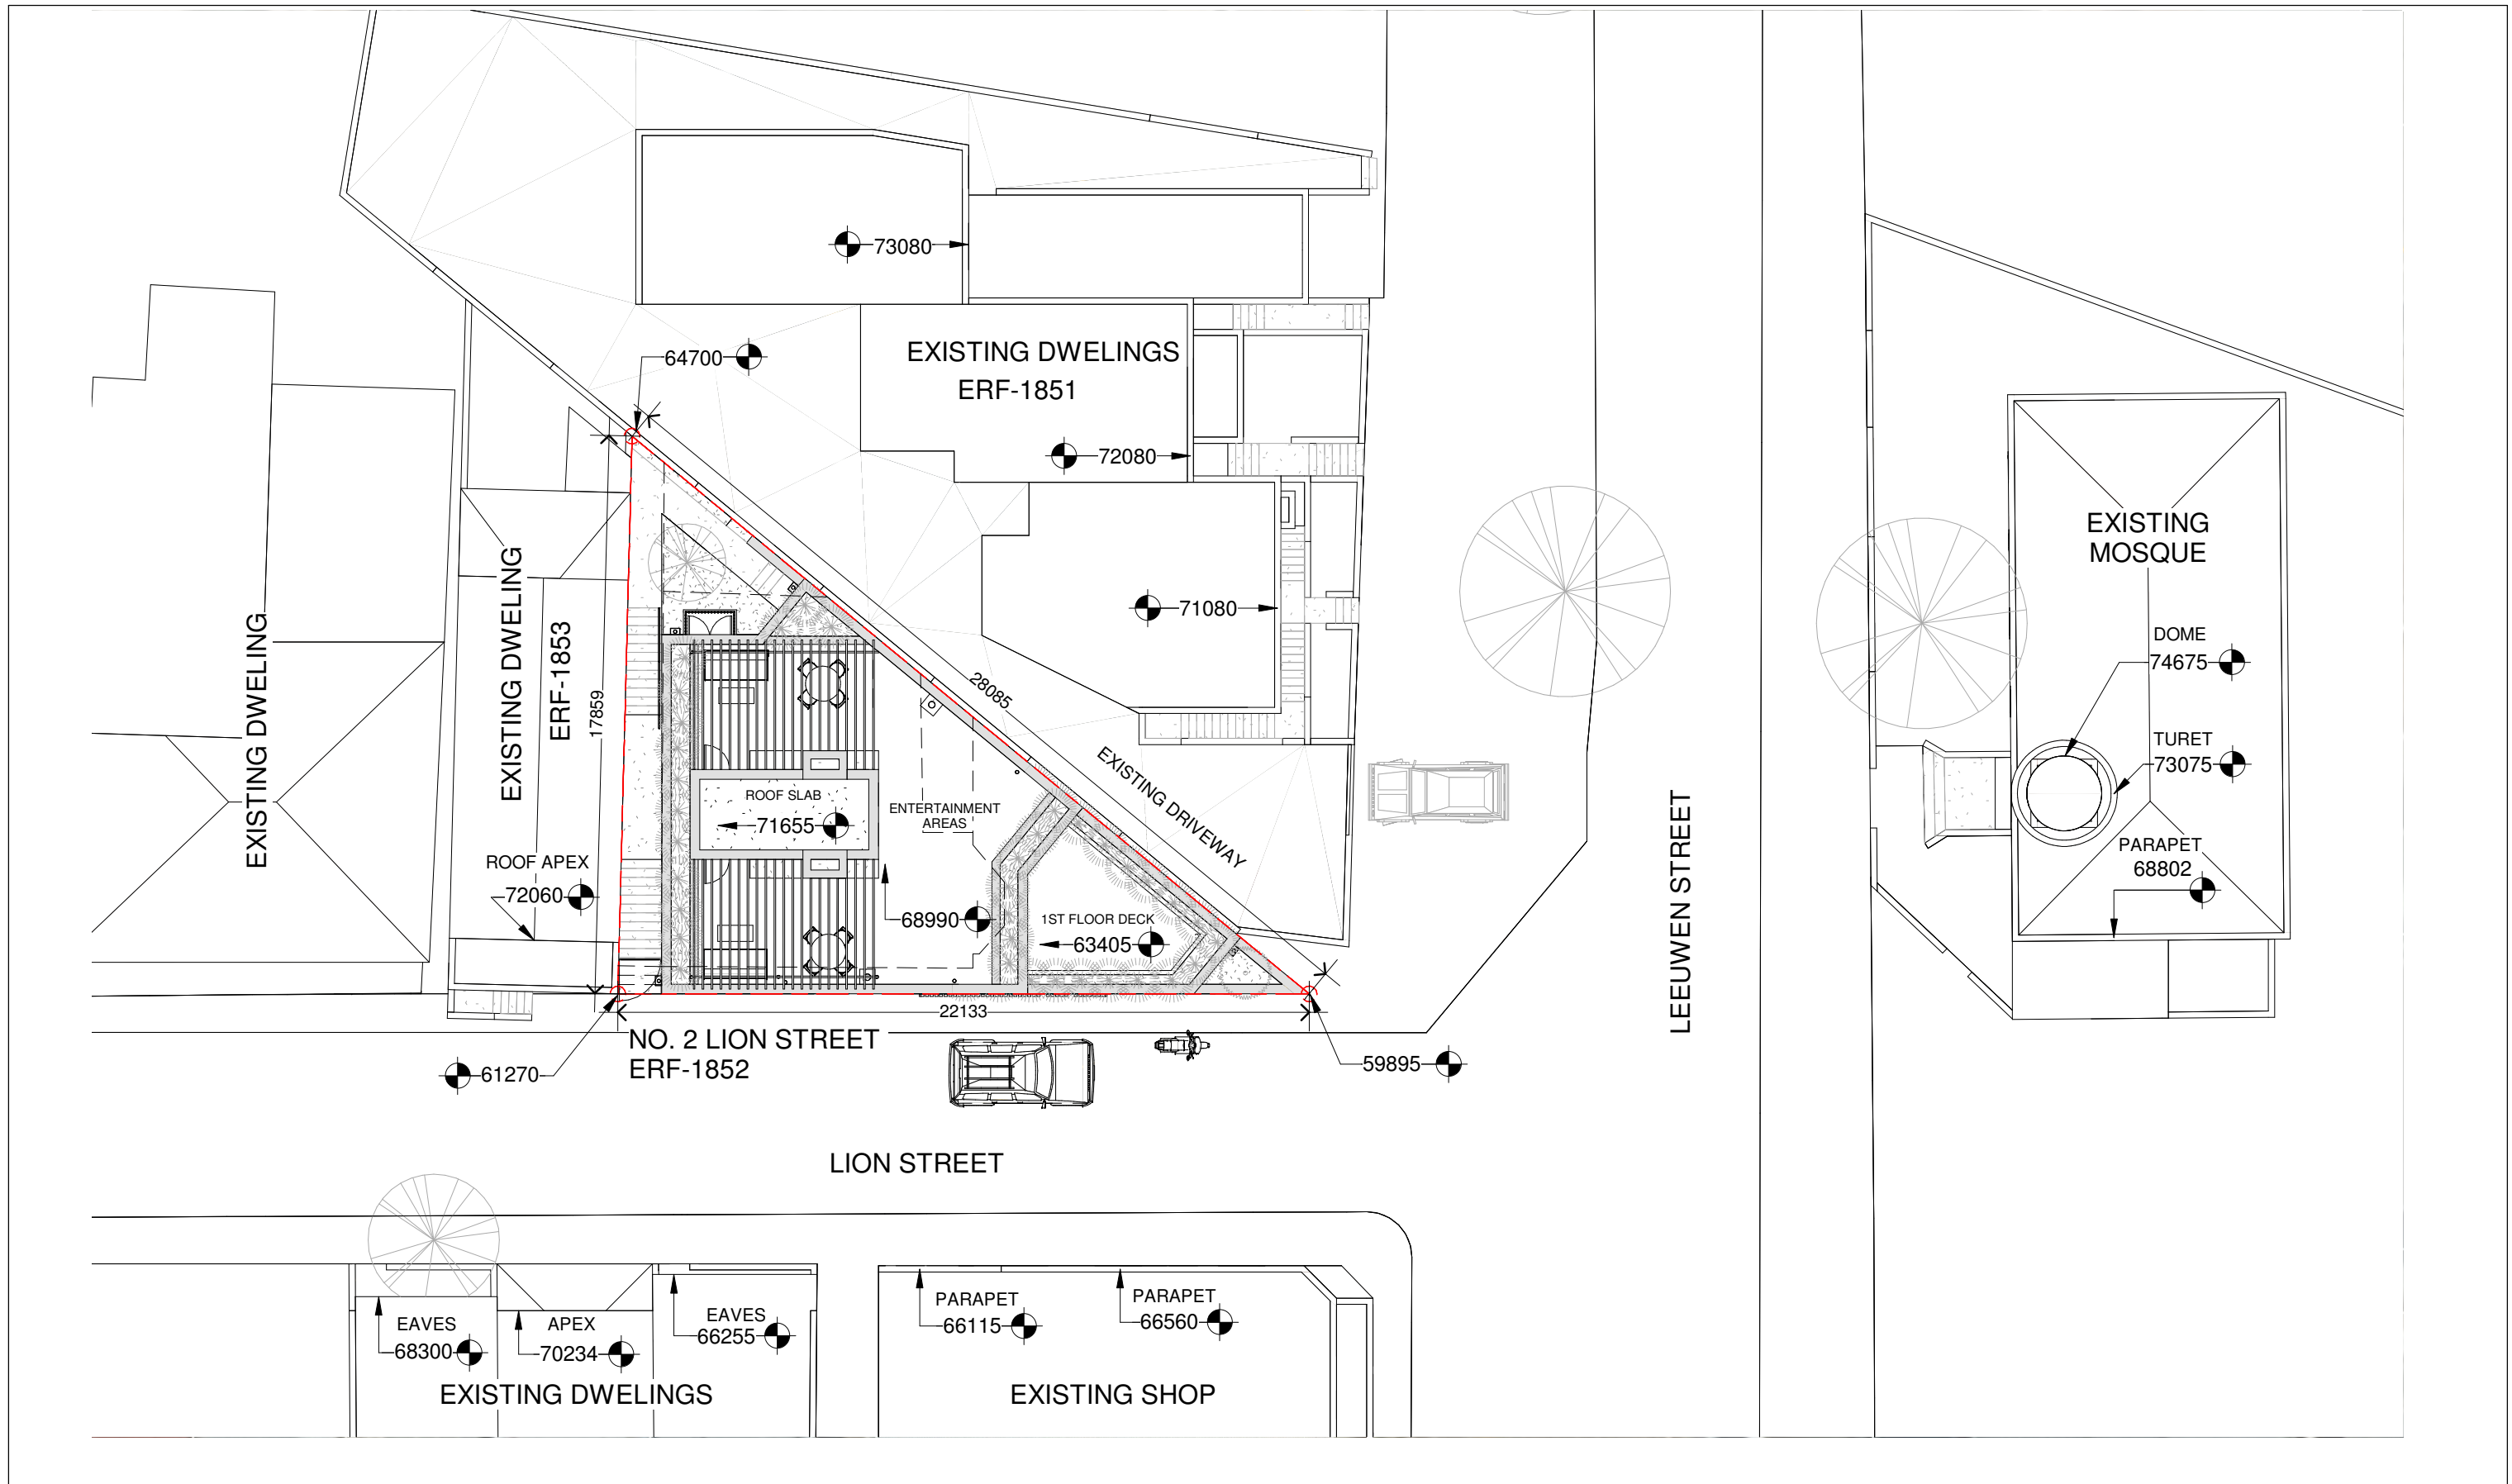 73080
64700
EXISTING DWELINGS
ERF-1851
72080
EXISTING
MOSQUE
71080
DOME
74675
TURET
73075
PARAPET
68802
EXISTING DWELING
EXISTING DWELING
ERF-1853
17859
28085
EXISTING DRIVEWAY
ROOF SLAB
71655
ENTERTAINMENT
AREAS
ROOF APEX
72060
68990
1ST FLOOR DECK
63405
LEEUWEN STREET
22133
NO. 2 LION STREET
ERF-1852
61270
59895
LION STREET
EAVES
68300
APEX
70234
EAVES
66255
EXISTING DWELINGS
PARAPET
66115
PARAPET
66560
EXISTING SHOP